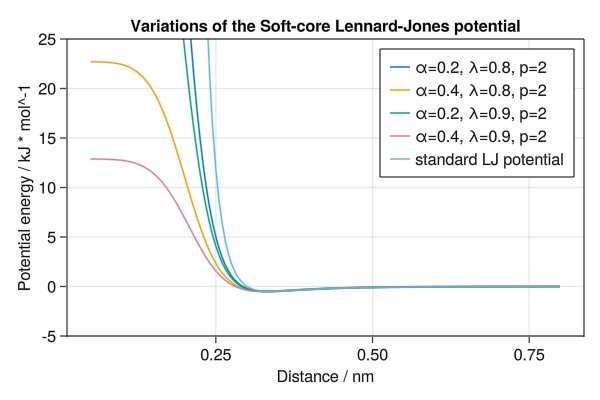 Variations of the Soft-core Lennard-Jones potential
Potential energy / kJ * mol^-1
25
20
15
10
5
0
-5
α=0.2, λ=0.8, p=2
α=0.4, λ=0.8, p=2
α=0.2, λ=0.9, p=2
α=0.4, λ=0.9, p=2
standard LJ potential
0.25
0.50
0.75
Distance / nm